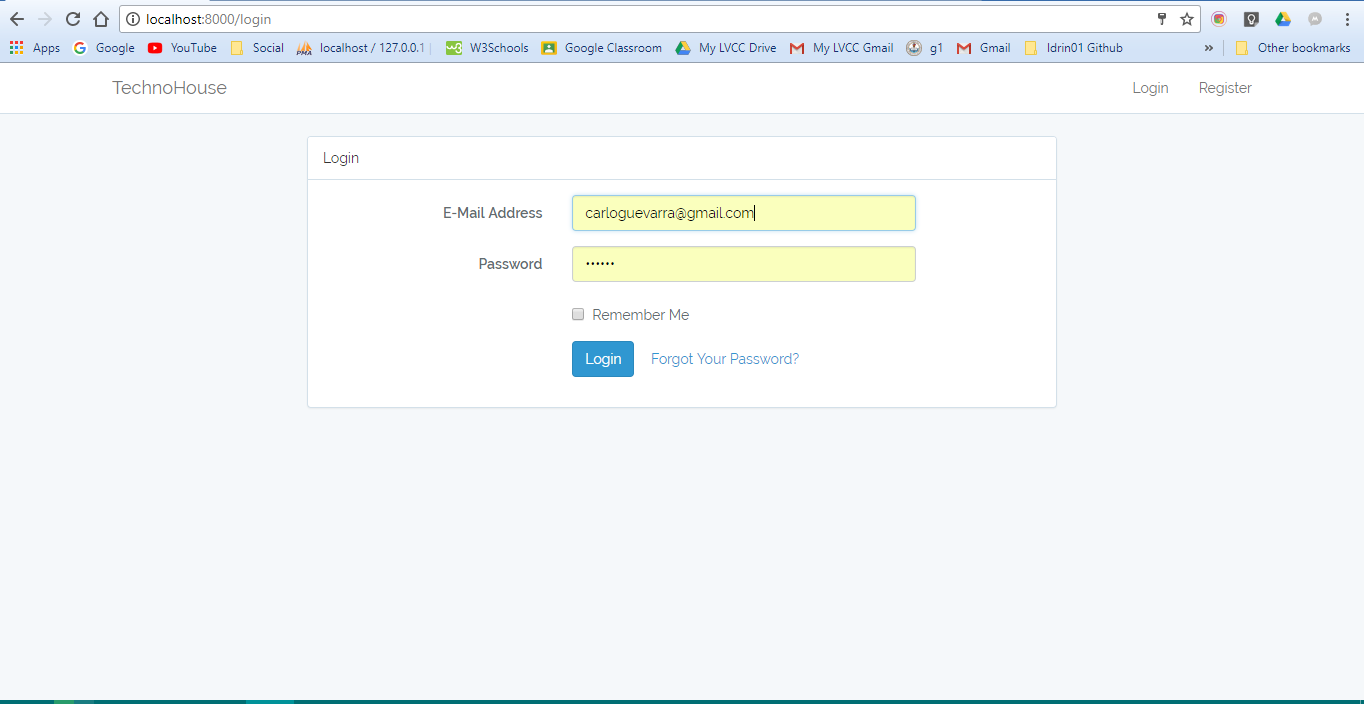 localhost:8000/login
Apps Google YouTube Social localhost / 127.0.0.1 W3Schools Google Classroom My LVCC Drive My LVCC Gmail g1 Gmail Idrin01 Github » Other bookmarks
TechnoHouse Login Register
Login
E-Mail Address carloguevarra@gmail.com
Password ••••••
Remember Me
Login Forgot Your Password?